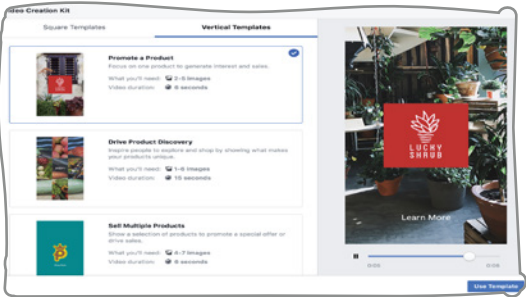 Video Creation Kit
Square Templates
Vertical Templates
Promote a Product
Focus on one product to generate interest and sales.
What you'll need: 2-5 Images
Video duration: 6 seconds
Drive Product Discovery
Inspire people to explore and shop by showing what makes
your products unique.
What you'll need: 1-6 Images
Video duration: 15 seconds
Sell Multiple Products
Show a selection of products to promote a special offer or
drive sales.
What you'll need: 4-7 Images
Video duration: 6 seconds
LUCKY
SHRUB
Learn More
0:05
0:06
Use Template